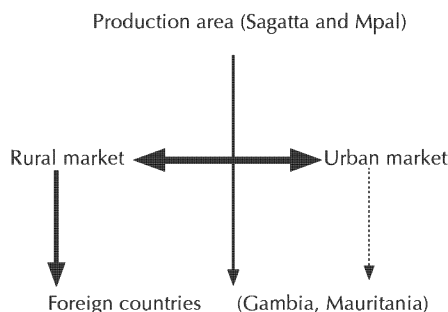 Production area (Sagatta and Mpal)
Rural market Urban market
Foreign countries (Gambia, Mauritania)